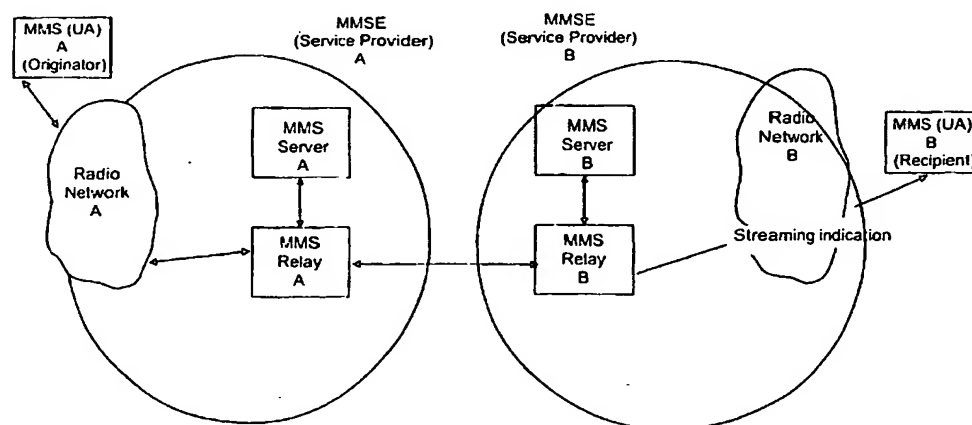 MMS (UA)
A
(Originator)
MMSE
(Service Provider)
A
MMSE
(Service Provider)
B
MMS
Server
A
MMS
Server
B
Radio
Network
B
MMS (UA)
B
(Recipient)
Radio
Network
A
MMS
Relay
A
MMS
Relay
B
Streaming indication